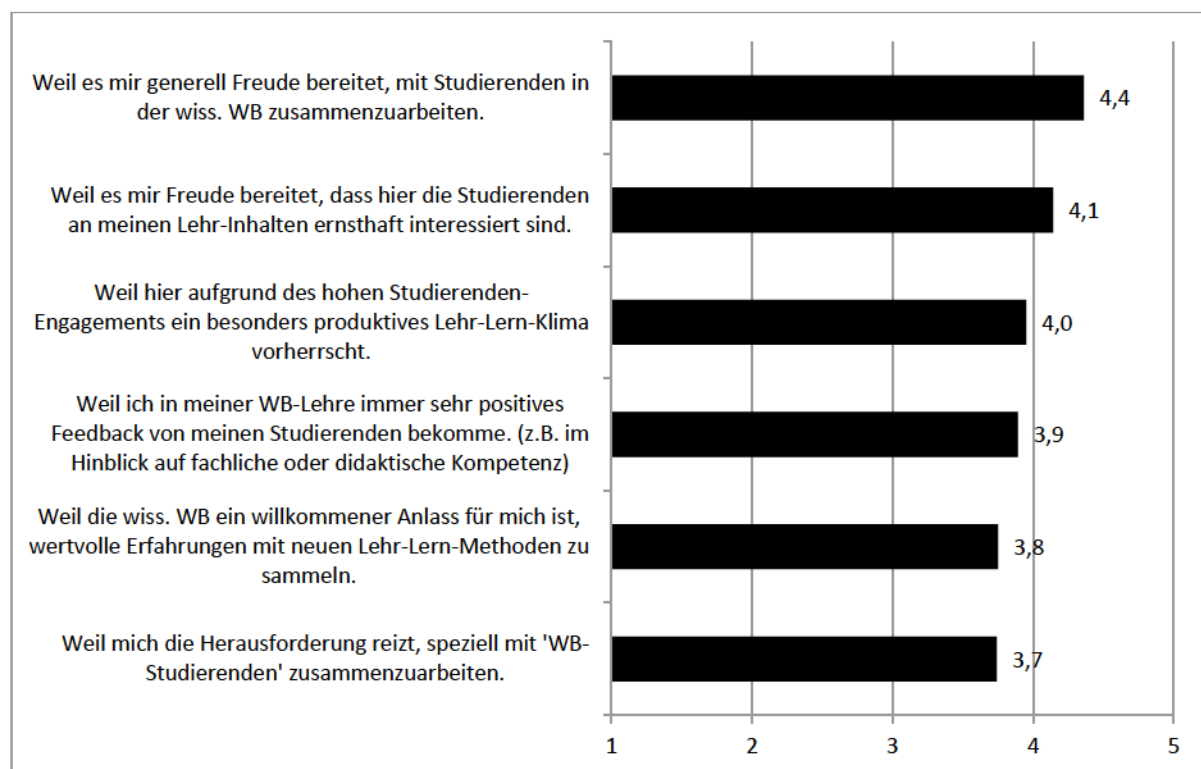 Weil es mir generell Freude bereitet, mit Studierenden in
der wiss. WB zusammenzuarbeiten.
4,4
Weil es mir Freude bereitet, dass hier die Studierenden
an meinen Lehr-Inhalten ernsthaft interessiert sind.
4,1
Weil hier aufgrund des hohen Studierenden-
Engagements ein besonders produktives Lehr-Lern-Klima
vorherrscht.
4,0
Weil ich in meiner WB-Lehre immer sehr positives
Feedback von meinen Studierenden bekomme. (z.B. im
Hinblick auf fachliche oder didaktische Kompetenz)
3,9
Weil die wiss. WB ein willkommener Anlass für mich ist,
wertvolle Erfahrungen mit neuen Lehr-Lern-Methoden zu
sammeln.
3,8
Weil mich die Herausforderung reizt, speziell mit 'WB-
Studierenden' zusammenzuarbeiten.
3,7
1 2 3 4 5